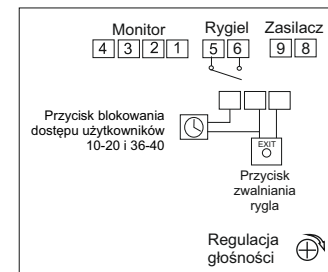 Monitor Rygiel Zasilacz
4 3 2 1 5 6 9 8
Przycisk blokowania
dostępu użytkowników
10-20 i 36-40
EXIT
Przycisk
zwalniania
rygla
Regulacja
głośności